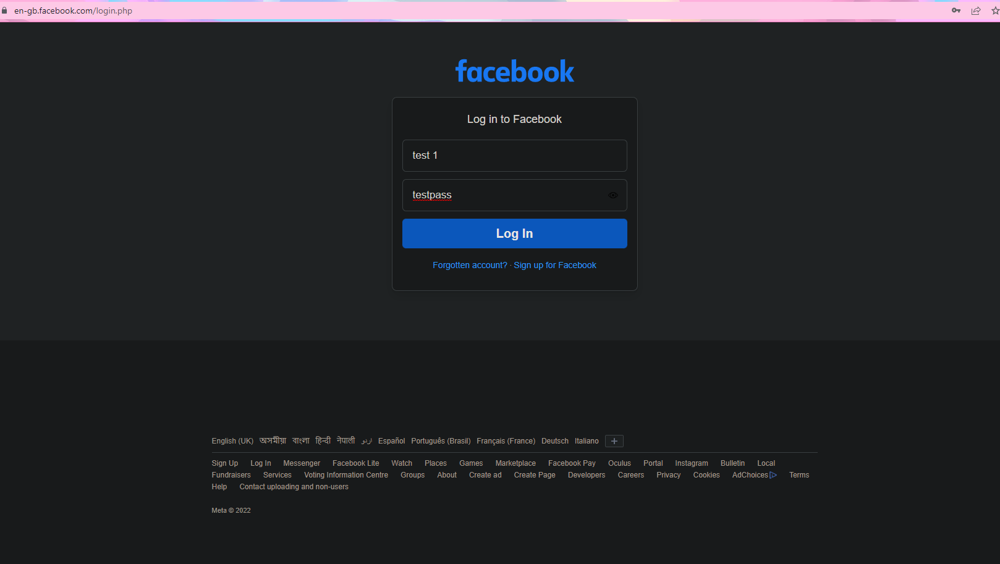 en-gb.facebook.com/login.php
facebook
Log in to Facebook
test 1
testpass
Log In
Forgotten account? · Sign up for Facebook
English (UK) অসমীয়া বাংলা हिन्दी नेपाली اردو Español Português (Brasil) Français (France) Deutsch Italiano
Sign Up Log In Messenger Facebook Lite Watch Places Games Marketplace Facebook Pay Oculus Portal Instagram Bulletin Local
Fundraisers Services Voting Information Centre Groups About Create ad Create Page Developers Careers Privacy Cookies AdChoices Terms
Help Contact uploading and non-users
Meta © 2022